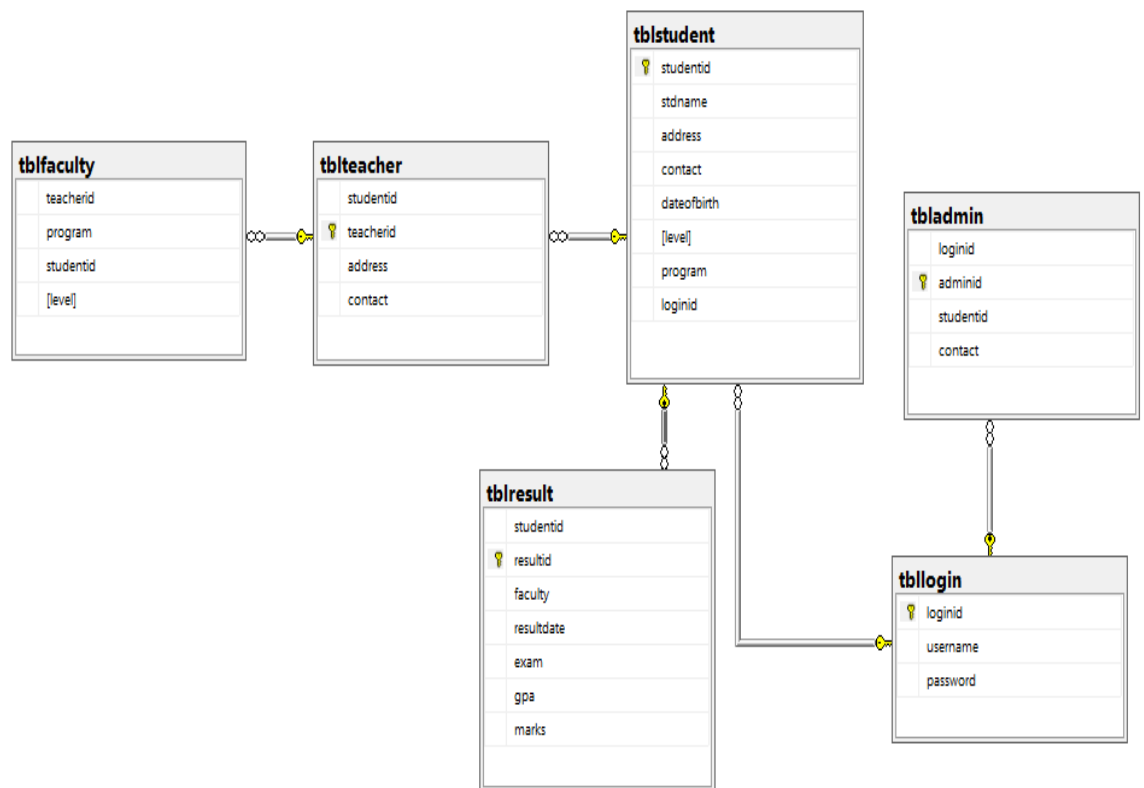 tblfaculty
teacherid
program
studentid
[level]
tblteacher
studentid
teacherid
address
contact
tblstudent
studentid
stdname
address
contact
dateofbirth
[level]
program
loginid
tbladmin
loginid
adminid
studentid
contact
tblresult
studentid
resultid
faculty
resultdate
exam
gpa
marks
tbllogin
loginid
username
password